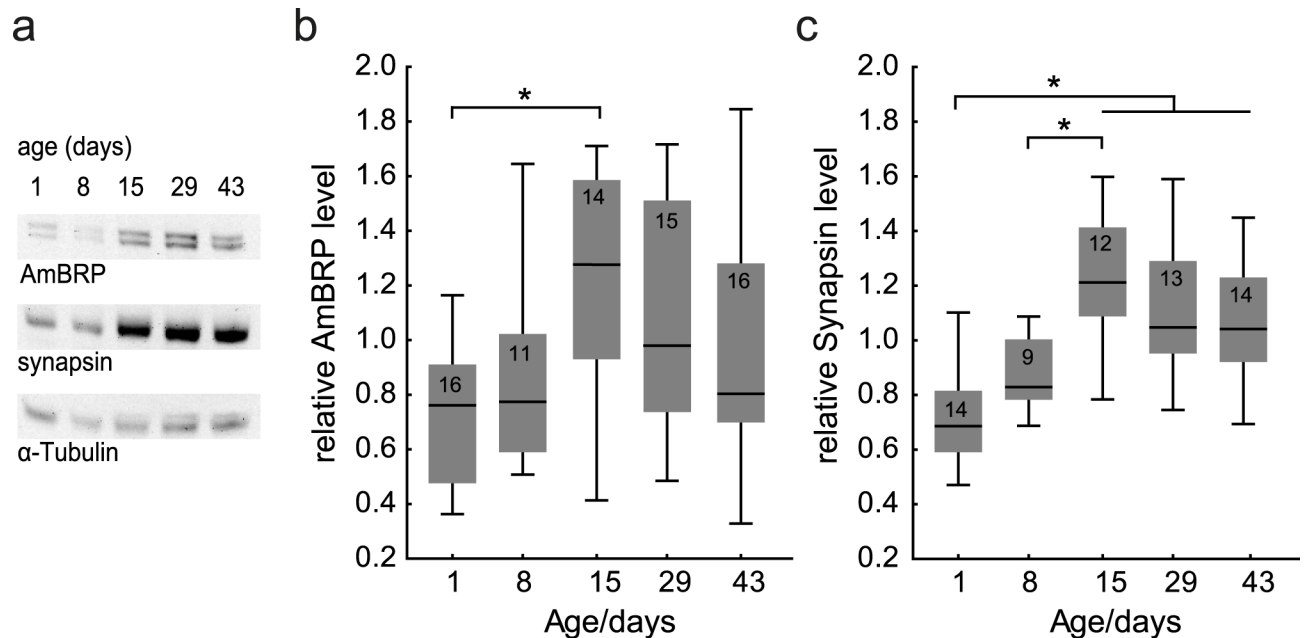 a
age (days)
1 8 15 29 43
AmBRP
synapsin
α-Tubulin
b
relative AmBRP level
2.0
1.8
1.6
1.4
1.2
1.0
0.8
0.6
0.4
0.2
*
16
11
14
15
16
1 8 15 29 43
Age/days
c
relative Synapsin level
2.0
1.8
1.6
1.4
1.2
1.0
0.8
0.6
0.4
0.2
*
*
14
9
12
13
14
1 8 15 29 43
Age/days